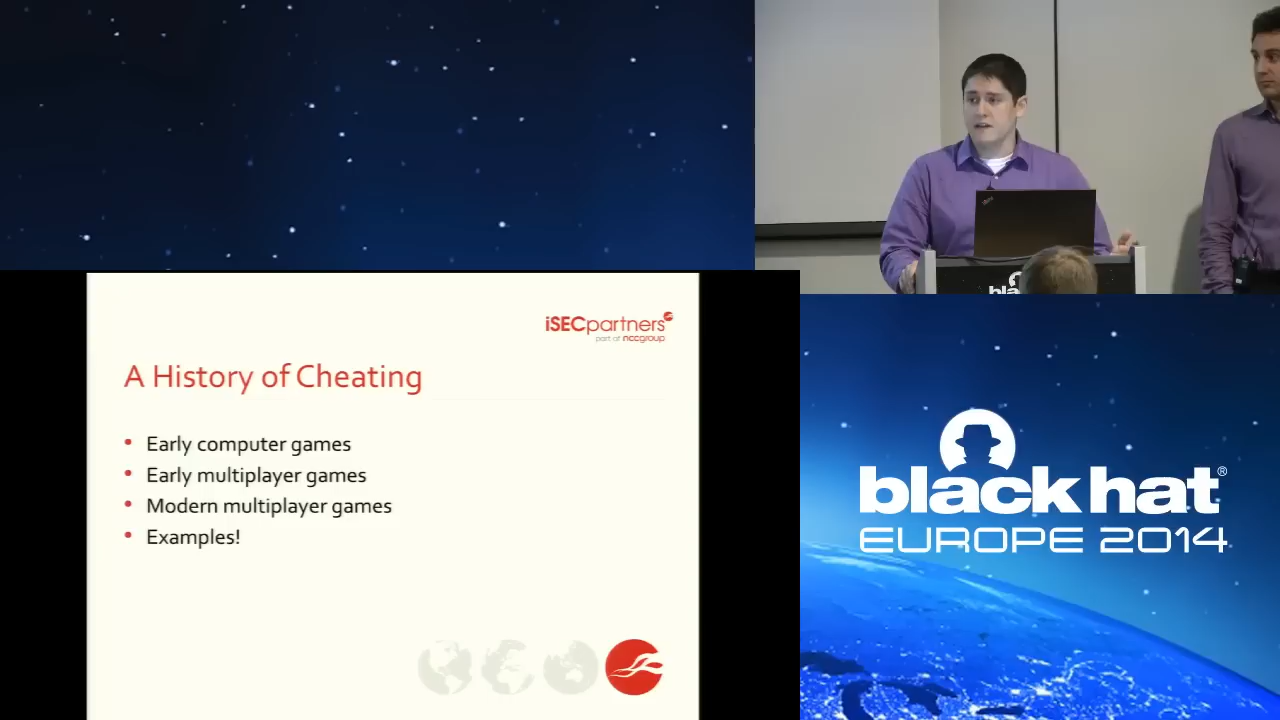 iSECpartners
part of nccgroup
A History of Cheating
• Early computer games
• Early multiplayer games
• Modern multiplayer games
• Examples!
black hat®
EUROPE 2014